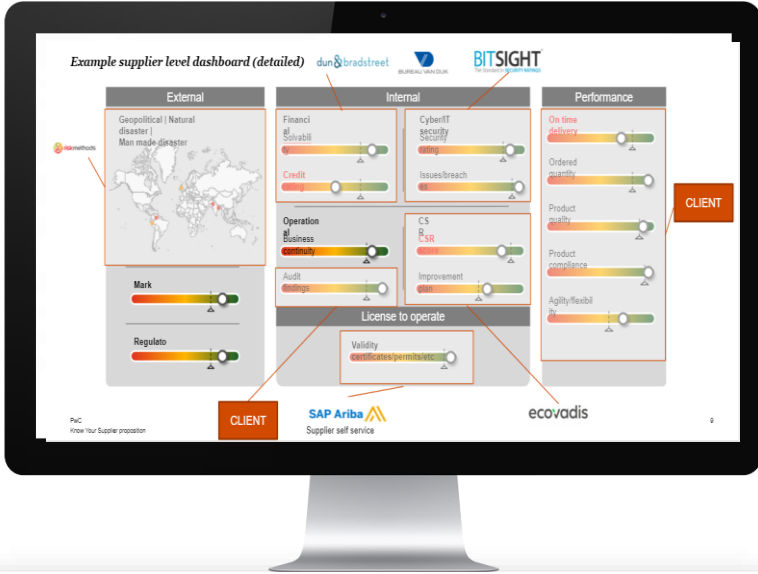 Example supplier level dashboard (detailed)
dun & bradstreet
BUREAU VAN DIJK
BITSIGHT
The Standard in SECURITY RATINGS
External
Internal
Performance
riskmethods
Geopolitical | Natural
disaster |
Man made disaster
Mark
Regulato
Financi
al
Solvabili
ty
Credit
rating
Cyber/IT
security
Security
rating
Issues/breach
es
Operation
al
Business
continuity
Audit
findings
CS
R
CSR
score
Improvement
plan
License to operate
Validity
certificates/permits/etc
On time
delivery
Ordered
quantity
Product
quality
Product
compliance
Agility/flexibil
ity
CLIENT
CLIENT
SAP Ariba
Supplier self service
ecovadis
PwC
Know Your Supplier proposition
9